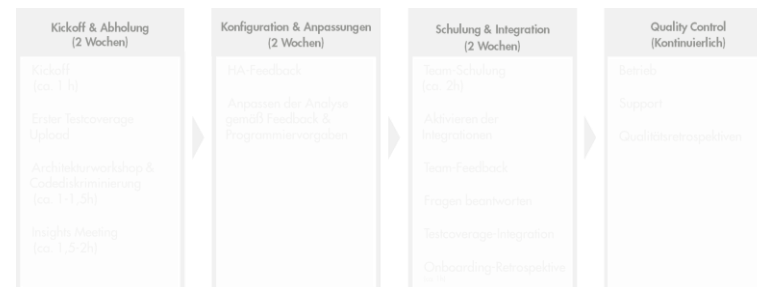 Kickoff & Abholung
(2 Wochen)
Kickoff
(ca. 1 h)
Erster Testcoverage
Upload
Architekturworkshop &
Codediskriminierung
(ca. 1-1,5h)
Insights Meeting
(ca. 1,5-2h)
Konfiguration & Anpassungen
(2 Wochen)
HA-Feedback
Anpassen der Analyse
gemäß Feedback &
Programmiervorgaben
Schulung & Integration
(2 Wochen)
Team-Schulung
(ca. 2h)
Aktivieren der
Integrationen
Team-Feedback
Fragen beantworten
Testcoverage-Integration
Onboarding-Retrospektive
Quality Control
(Kontinuierlich)
Betrieb
Support
Qualitätsretrospektiven